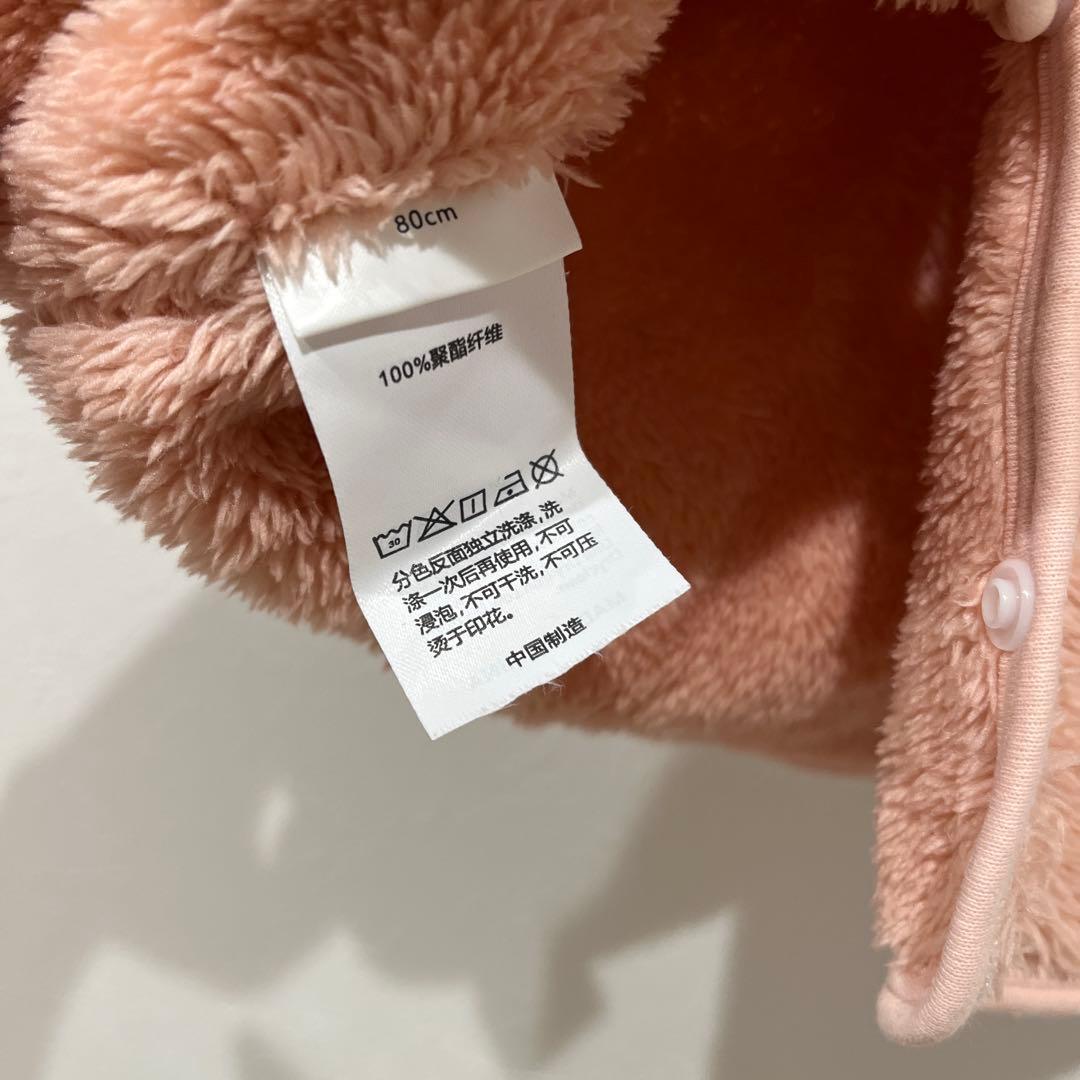 80cm
100%聚酯纤维
30
分色反面独立洗涤,洗
涤一次后再使用,不可
浸泡,不可干洗,不可压
烫于印花。
中国制造